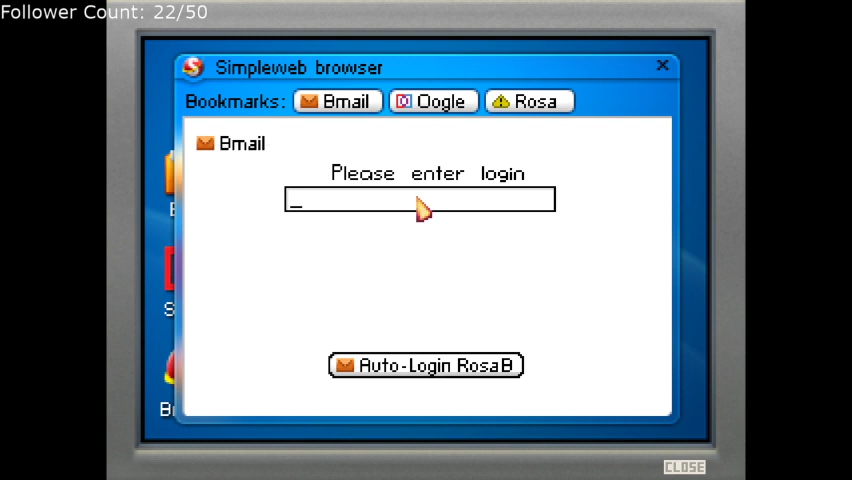 Follower Count: 22/50
Simpleweb browser
Bookmarks: Bmail Oogle Rosa
Bmail
Please enter login
_
Auto-Login RosaB
CLOSE